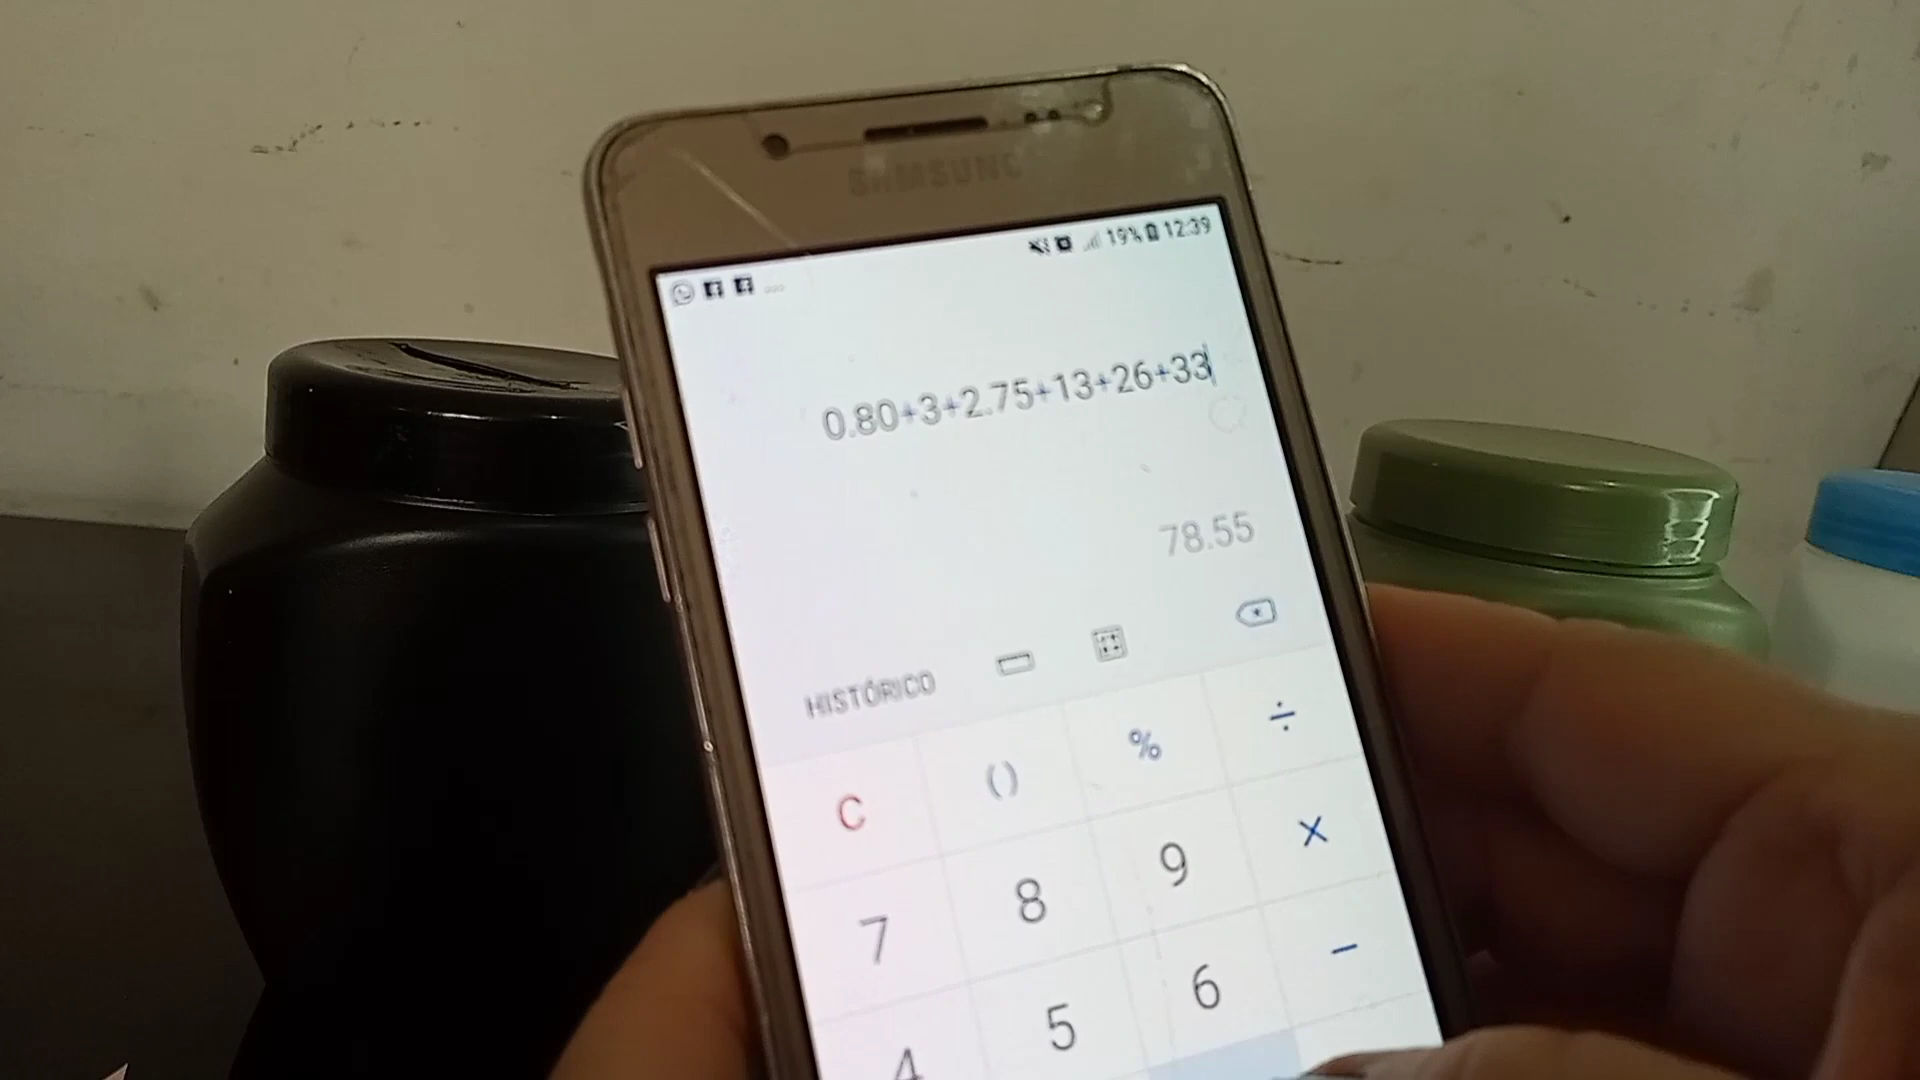 SAMSUNG
19% 12:39
0.80+3+2.75+13+26+33
78.55
HISTÓRICO
C () % ÷
7 8 9 ×
4 5 6 −